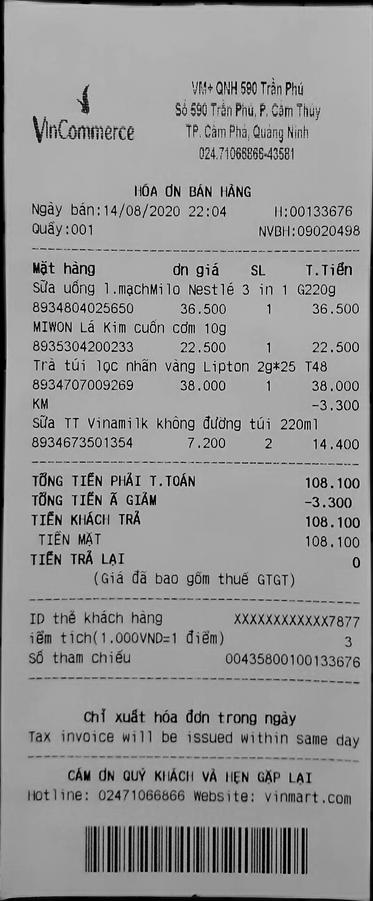 VinCommerce
VM+ QNH 590 Trần Phú
Số 590 Trần Phú, P. Cẩm Thủy
TP. Cẩm Phả, Quảng Ninh
024.71066866-43581
HÓA ƠN BÁN HÀNG
Ngày bán:14/08/2020 22:04 H:00133676
Quầy:001 NVBH:09020498
Mặt hàng ơn giá SL T.Tiền
Sữa uống l.mạchMilo Nestlé 3 in 1 G220g
8934804025650 36.500 1 36.500
MIWON Lá Kim cuốn cơm 10g
8935304200233 22.500 1 22.500
Trà túi lọc nhãn vàng Lipton 2g*25 T48
8934707009269 38.000 1 38.000
KM -3.300
Sữa TT Vinamilk không đường túi 220ml
8934673501354 7.200 2 14.400
TỔNG TIỀN PHẢI T.TOÁN 108.100
TỔNG TIỀN Ã GIẢM -3.300
TIỀN KHÁCH TRẢ 108.100
TIỀN MẶT 108.100
TIỀN TRẢ LẠI 0
(Giá đã bao gồm thuế GTGT)
ID thẻ khách hàng XXXXXXXXXXXX7877
iểm tích(1.000VND=1 điểm) 3
Số tham chiếu 00435800100133676
Chỉ xuất hóa đơn trong ngày
Tax invoice will be issued within same day
CẢM ƠN QUÝ KHÁCH VÀ HẸN GẶP LẠI
Hotline: 02471066866 Website: vinmart.com